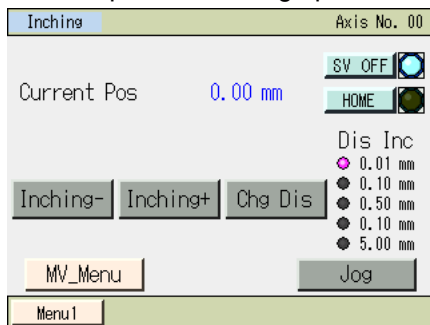 Inching Axis No. 00
SV OFF
Current Pos 0.00 mm
HOME
Dis Inc
0.01 mm
0.10 mm
Inching- Inching+ Chg Dis 0.50 mm
0.10 mm
5.00 mm
MV_Menu Jog
Menu1